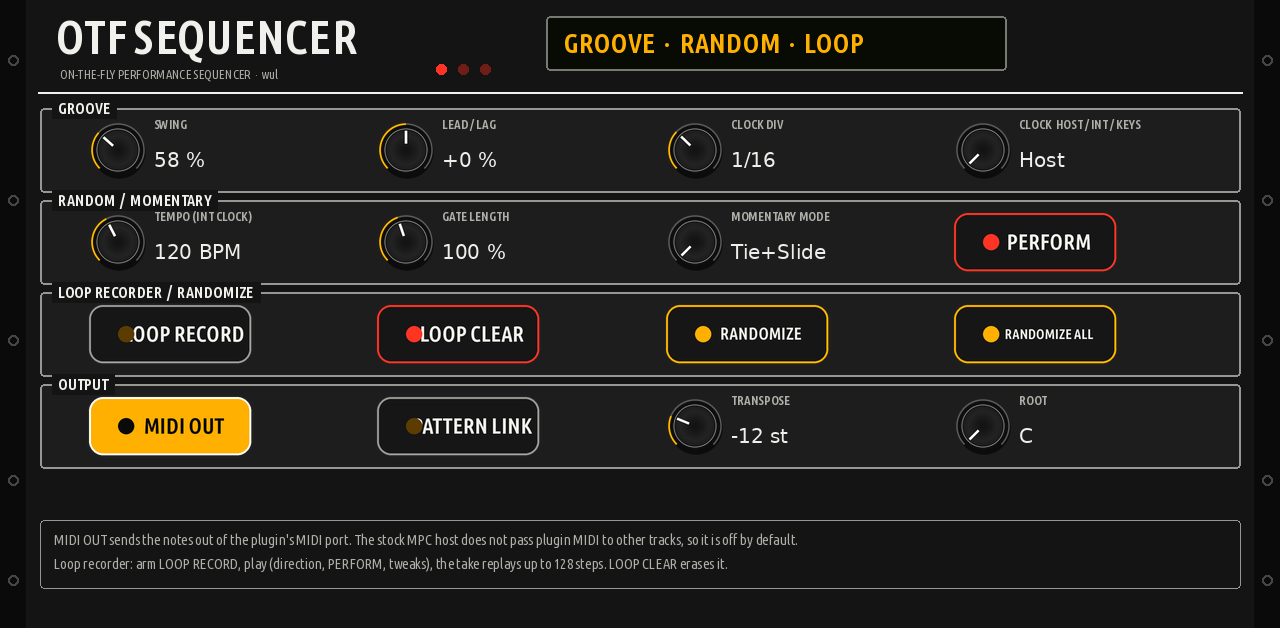 OTF SEQUENCER
ON-THE-FLY PERFORMANCE SEQUENCER · wul
GROOVE · RANDOM · LOOP
GROOVE
SWING
58 %
LEAD / LAG
+0 %
CLOCK DIV
1/16
CLOCK HOST / INT / KEYS
Host
RANDOM / MOMENTARY
TEMPO (INT CLOCK)
120 BPM
GATE LENGTH
100 %
MOMENTARY MODE
Tie+Slide
PERFORM
LOOP RECORDER / RANDOMIZE
OOP RECORD
LOOP CLEAR
RANDOMIZE
RANDOMIZE ALL
OUTPUT
MIDI OUT
ATTERN LINK
TRANSPOSE
-12 st
ROOT
C
MIDI OUT sends the notes out of the plugin's MIDI port. The stock MPC host does not pass plugin MIDI to other tracks, so it is off by default.
Loop recorder: arm LOOP RECORD, play (direction, PERFORM, tweaks), the take replays up to 128 steps. LOOP CLEAR erases it.